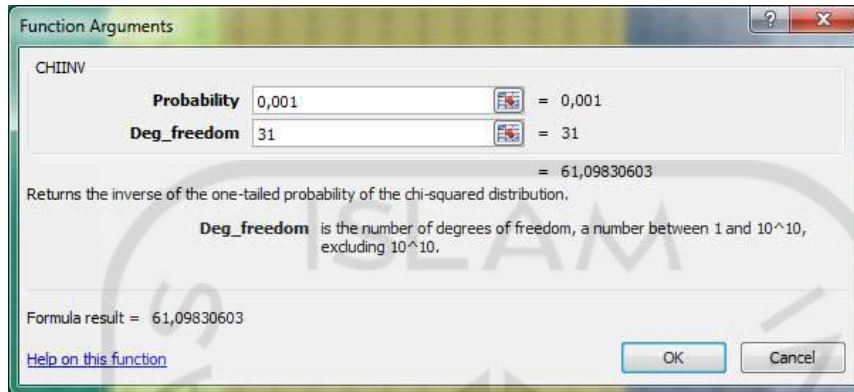 Function Arguments
CHIINV
Probability 0,001 = 0,001
Deg_freedom 31 = 31
= 61,09830603
Returns the inverse of the one-tailed probability of the chi-squared distribution.
Deg_freedom is the number of degrees of freedom, a number between 1 and 10^10,
excluding 10^10.
ISLAM
Formula result = 61,09830603
Help on this function
OK Cancel